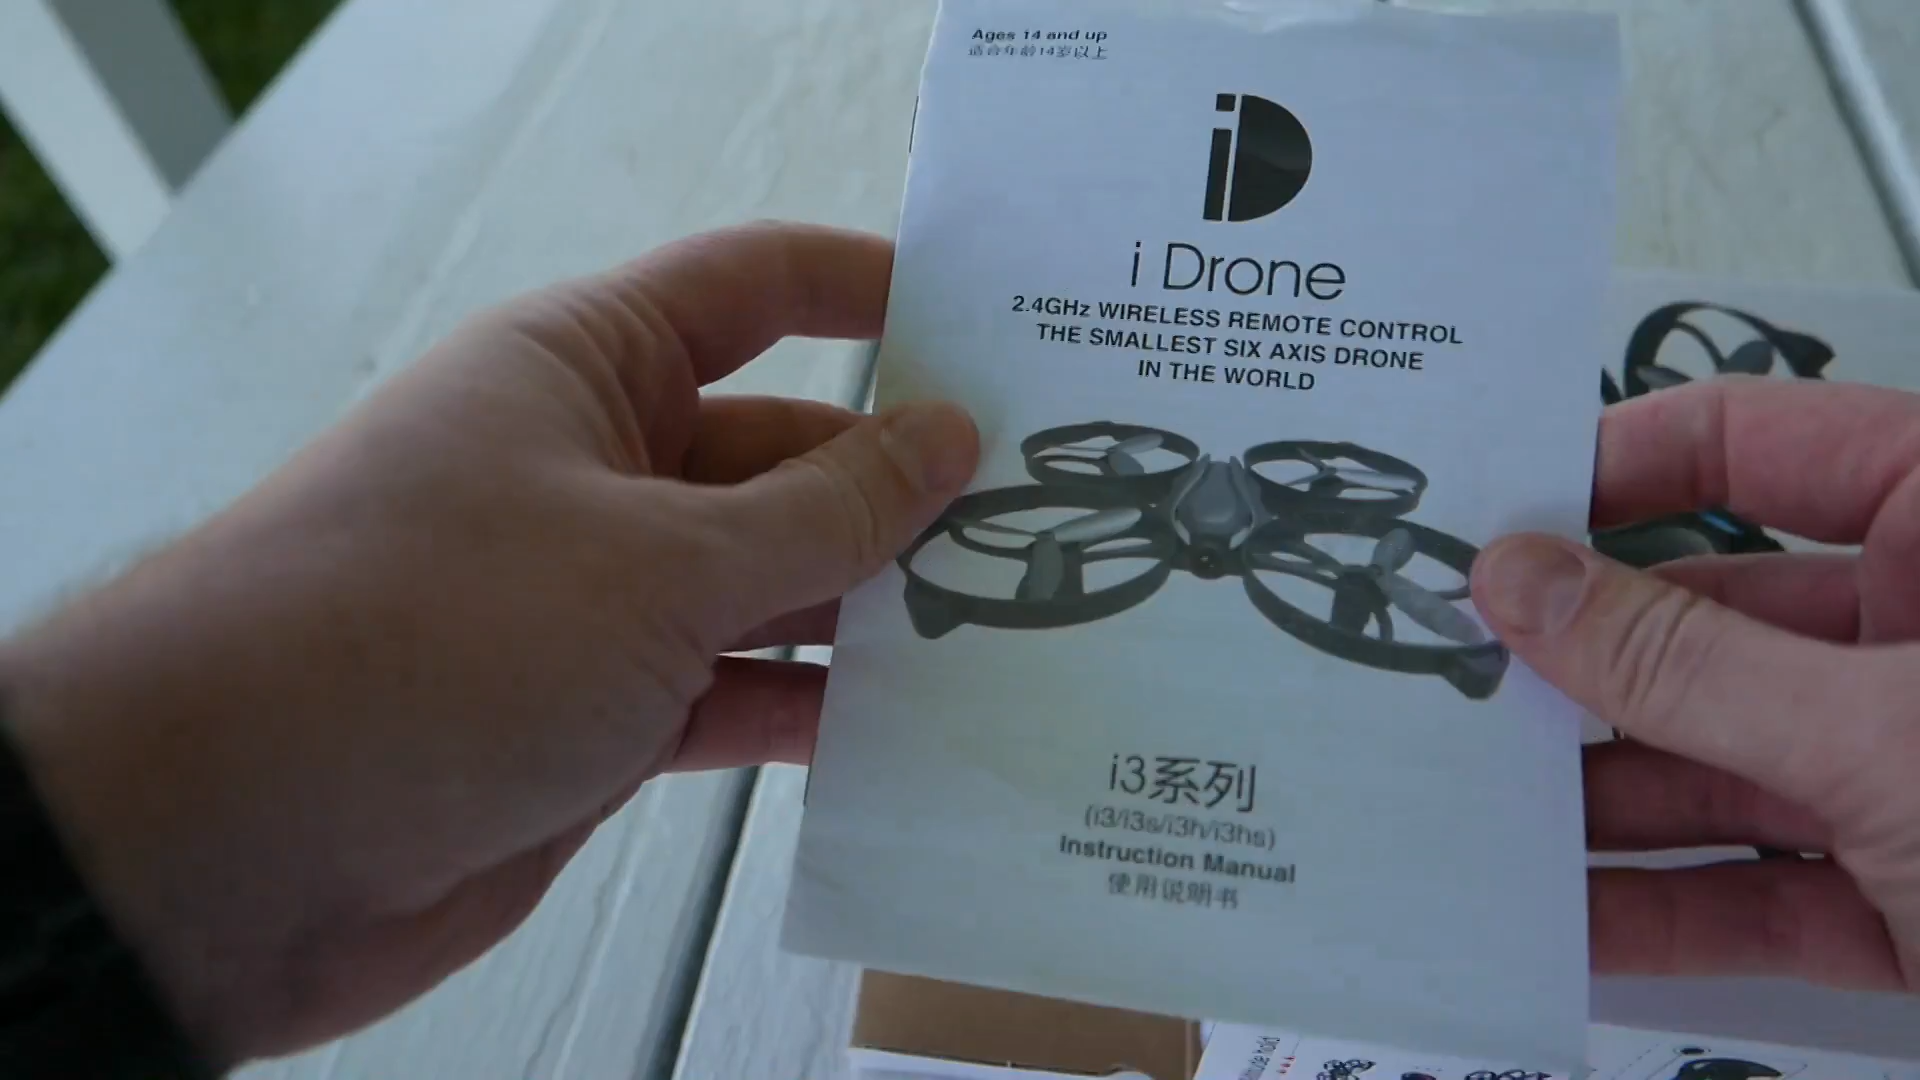 Ages 14 and up
适合年龄14岁以上
iD
i Drone
2.4GHz WIRELESS REMOTE CONTROL
THE SMALLEST SIX AXIS DRONE
IN THE WORLD
i3系列
(i3/i3s/i3h/i3hs)
Instruction Manual
使用说明书
hold